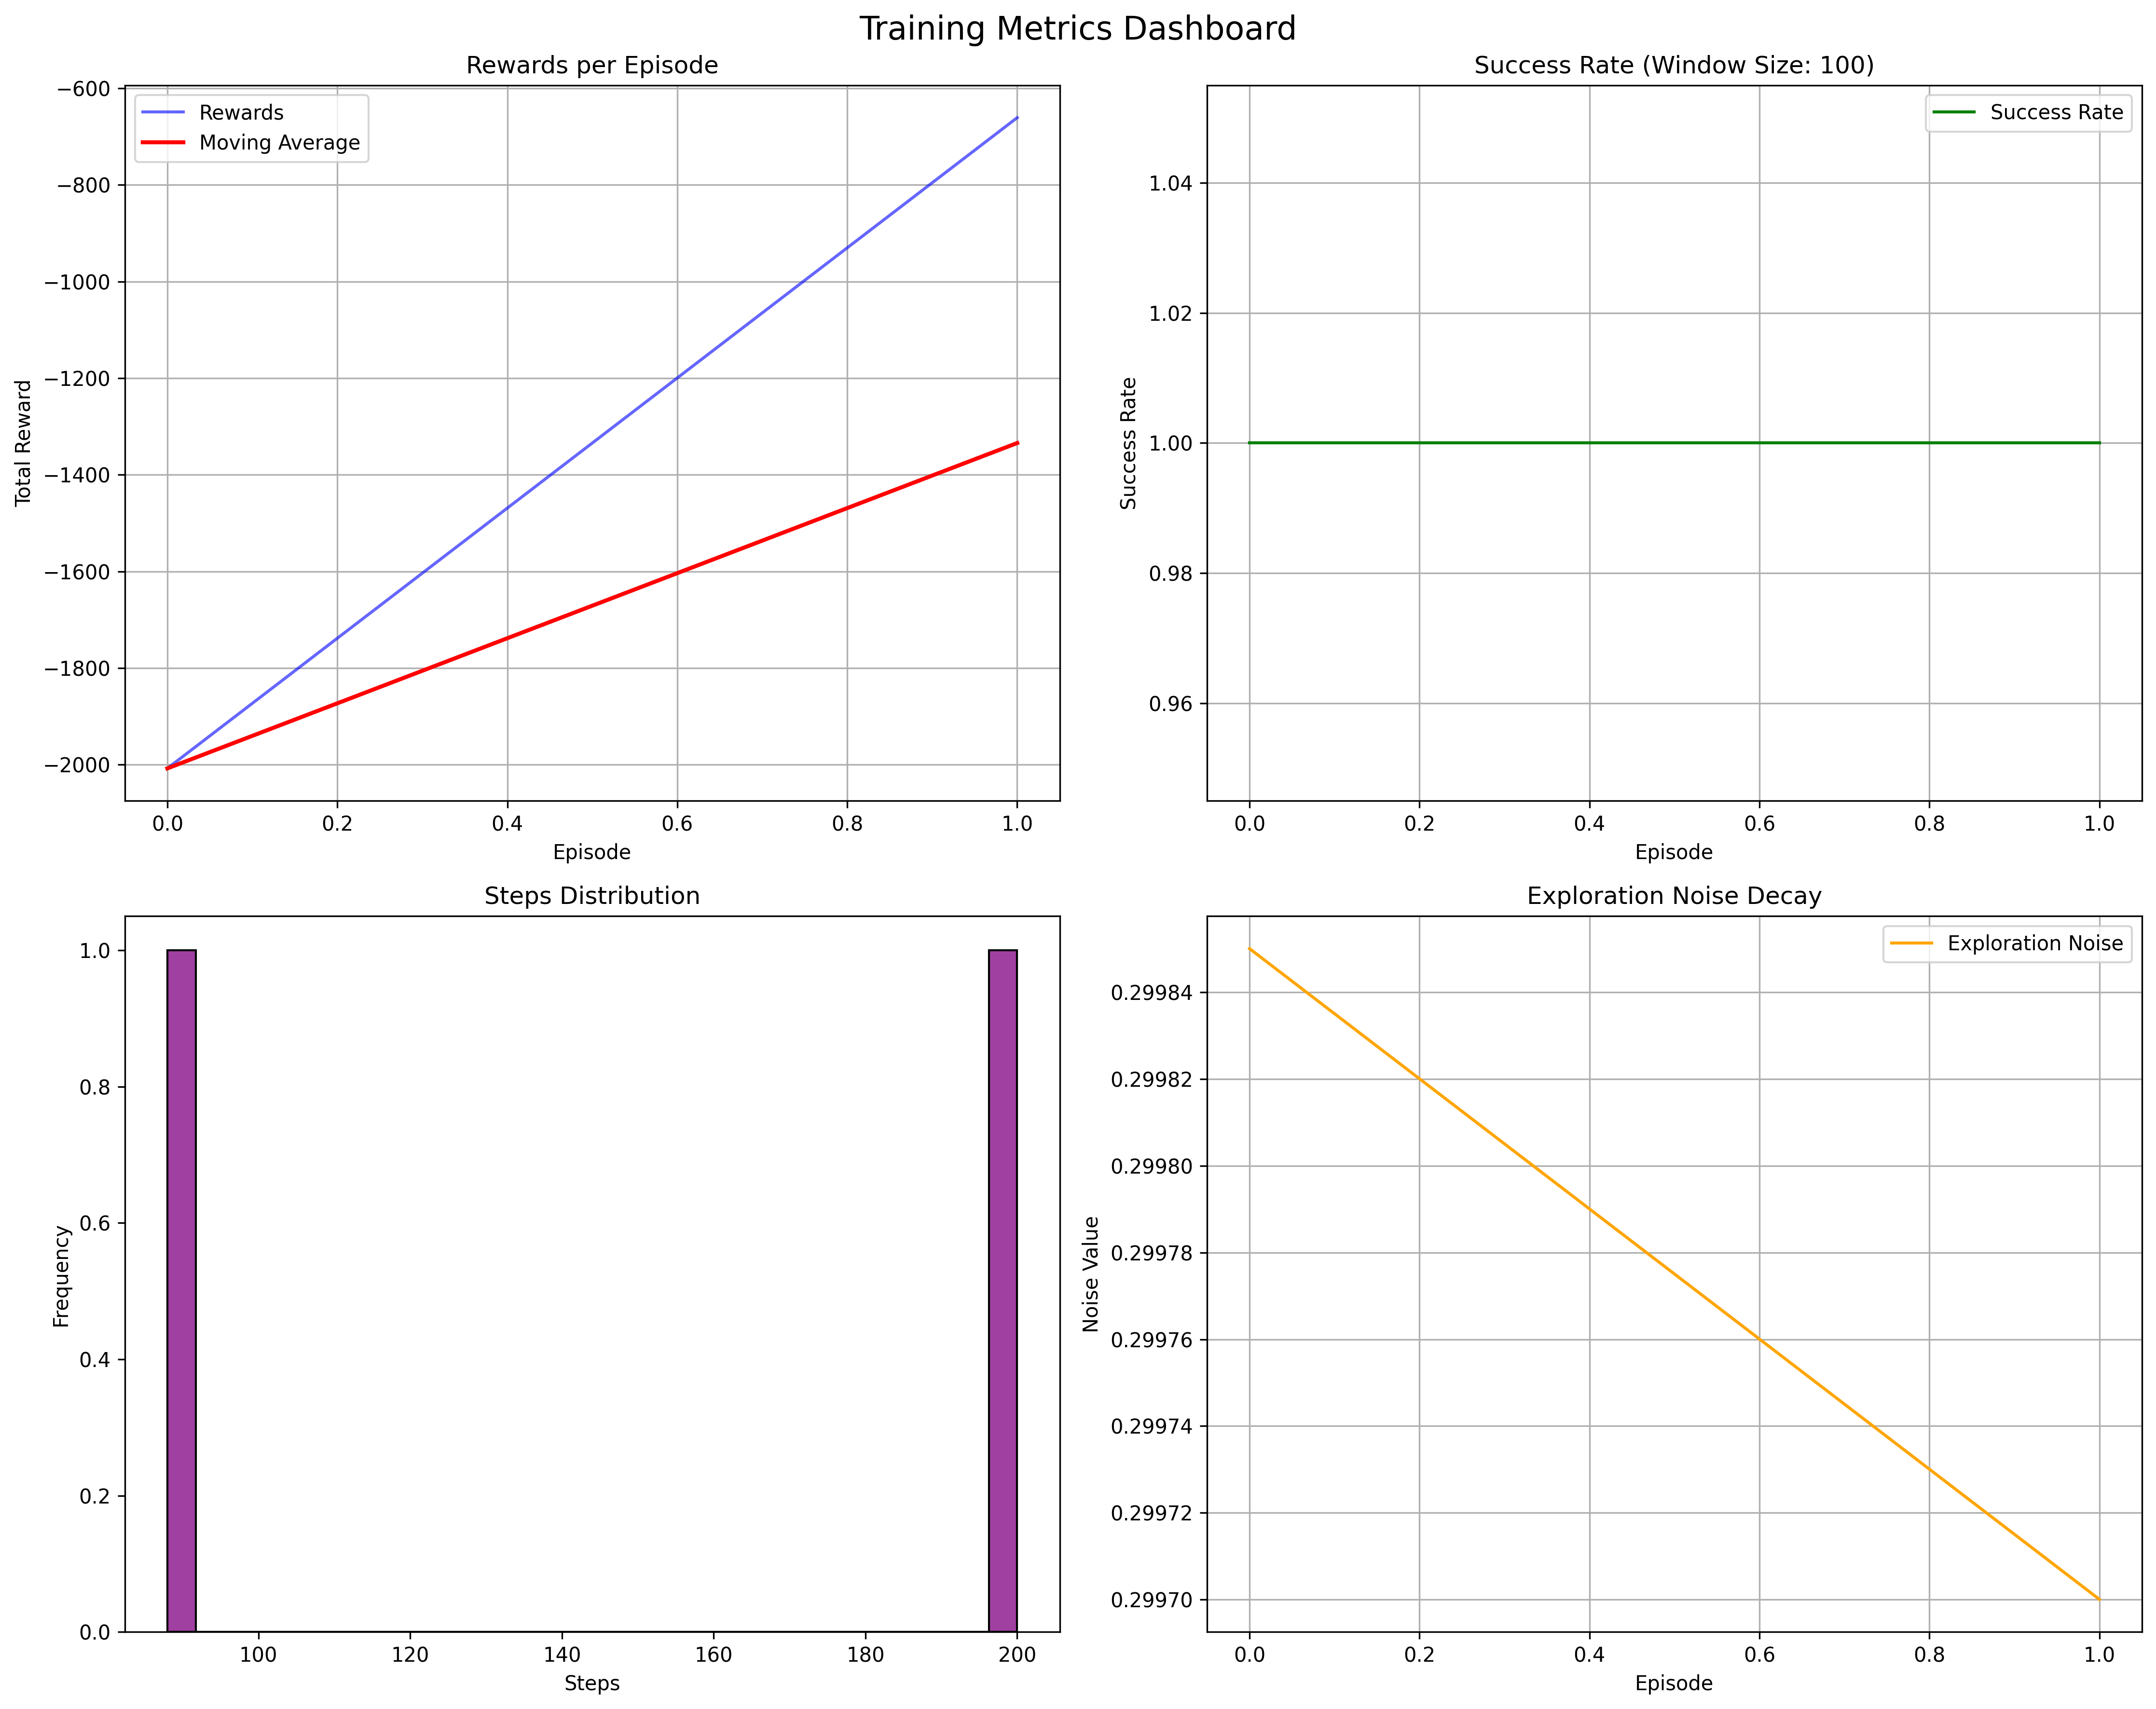 Training Metrics Dashboard
Rewards per Episode
Rewards
Moving Average
Total Reward
−600
−800
−1000
−1200
−1400
−1600
−1800
−2000
0.0 0.2 0.4 0.6 0.8 1.0
Episode
Success Rate (Window Size: 100)
Success Rate
Success Rate
1.04
1.02
1.00
0.98
0.96
0.0 0.2 0.4 0.6 0.8 1.0
Episode
Steps Distribution
Frequency
1.0
0.8
0.6
0.4
0.2
0.0
100 120 140 160 180 200
Steps
Exploration Noise Decay
Exploration Noise
Noise Value
0.29984
0.29982
0.29980
0.29978
0.29976
0.29974
0.29972
0.29970
0.0 0.2 0.4 0.6 0.8 1.0
Episode